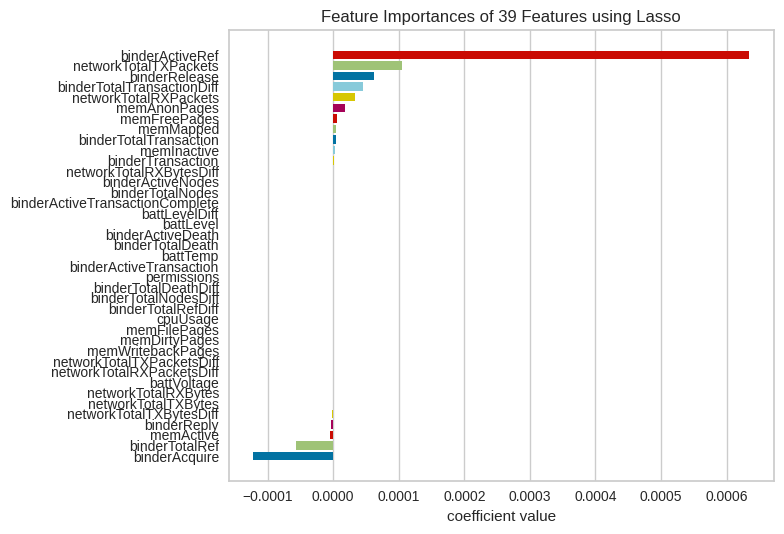 Feature Importances of 39 Features using Lasso
binderActiveRef
networkTotalTXPackets
binderRelease
binderTotalTransactionDiff
networkTotalRXPackets
memAnonPages
memFreePages
memMapped
binderTotalTransaction
memInactive
binderTransaction
networkTotalRXBytesDiff
binderActiveNodes
binderTotalNodes
binderActiveTransactionComplete
battLevelDiff
battLevel
binderActiveDeath
binderTotalDeath
battTemp
binderActiveTransaction
permissions
binderTotalDeathDiff
binderTotalNodesDiff
binderTotalRefDiff
cpuUsage
memFilePages
memDirtyPages
memWritebackPages
networkTotalTXPacketsDiff
networkTotalRXPacketsDiff
battVoltage
networkTotalRXBytes
networkTotalTXBytes
networkTotalTXBytesDiff
binderReply
memActive
binderTotalRef
binderAcquire
−0.0001 0.0000 0.0001 0.0002 0.0003 0.0004 0.0005 0.0006
coefficient value